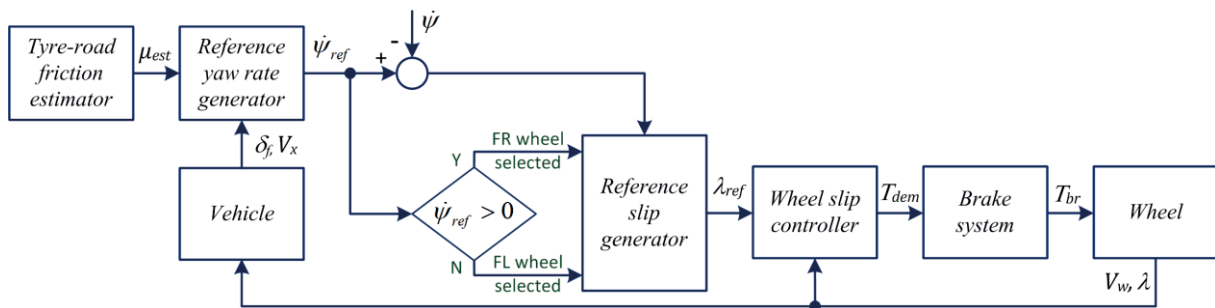 Tyre-road
friction
estimator
μest
Reference
yaw rate
generator
ψ̇ref
+
-
ψ̇
δf, Vx
Vehicle
ψ̇ref > 0
Y
FR wheel
selected
N
FL wheel
selected
Reference
slip
generator
λref
Wheel slip
controller
Tdem
Brake
system
Tbr
Wheel
Vw, λ